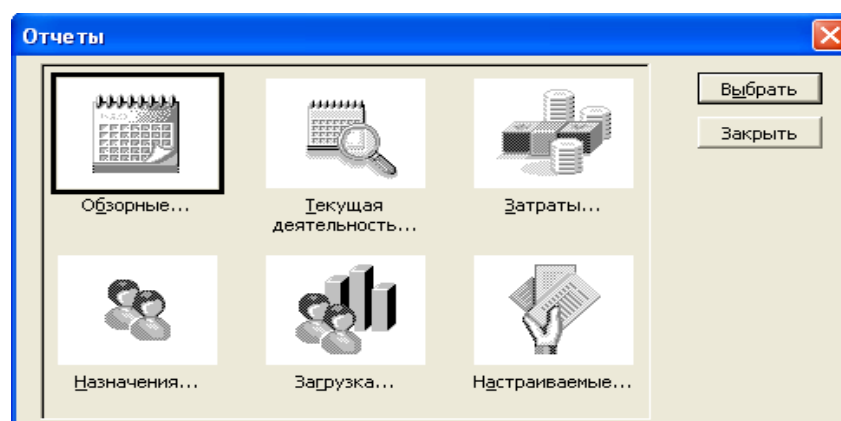 Отчеты
Выбрать
Закрыть
Обзорные...
Текущая
деятельность...
Затраты...
Назначения...
Загрузка...
Настраиваемые...